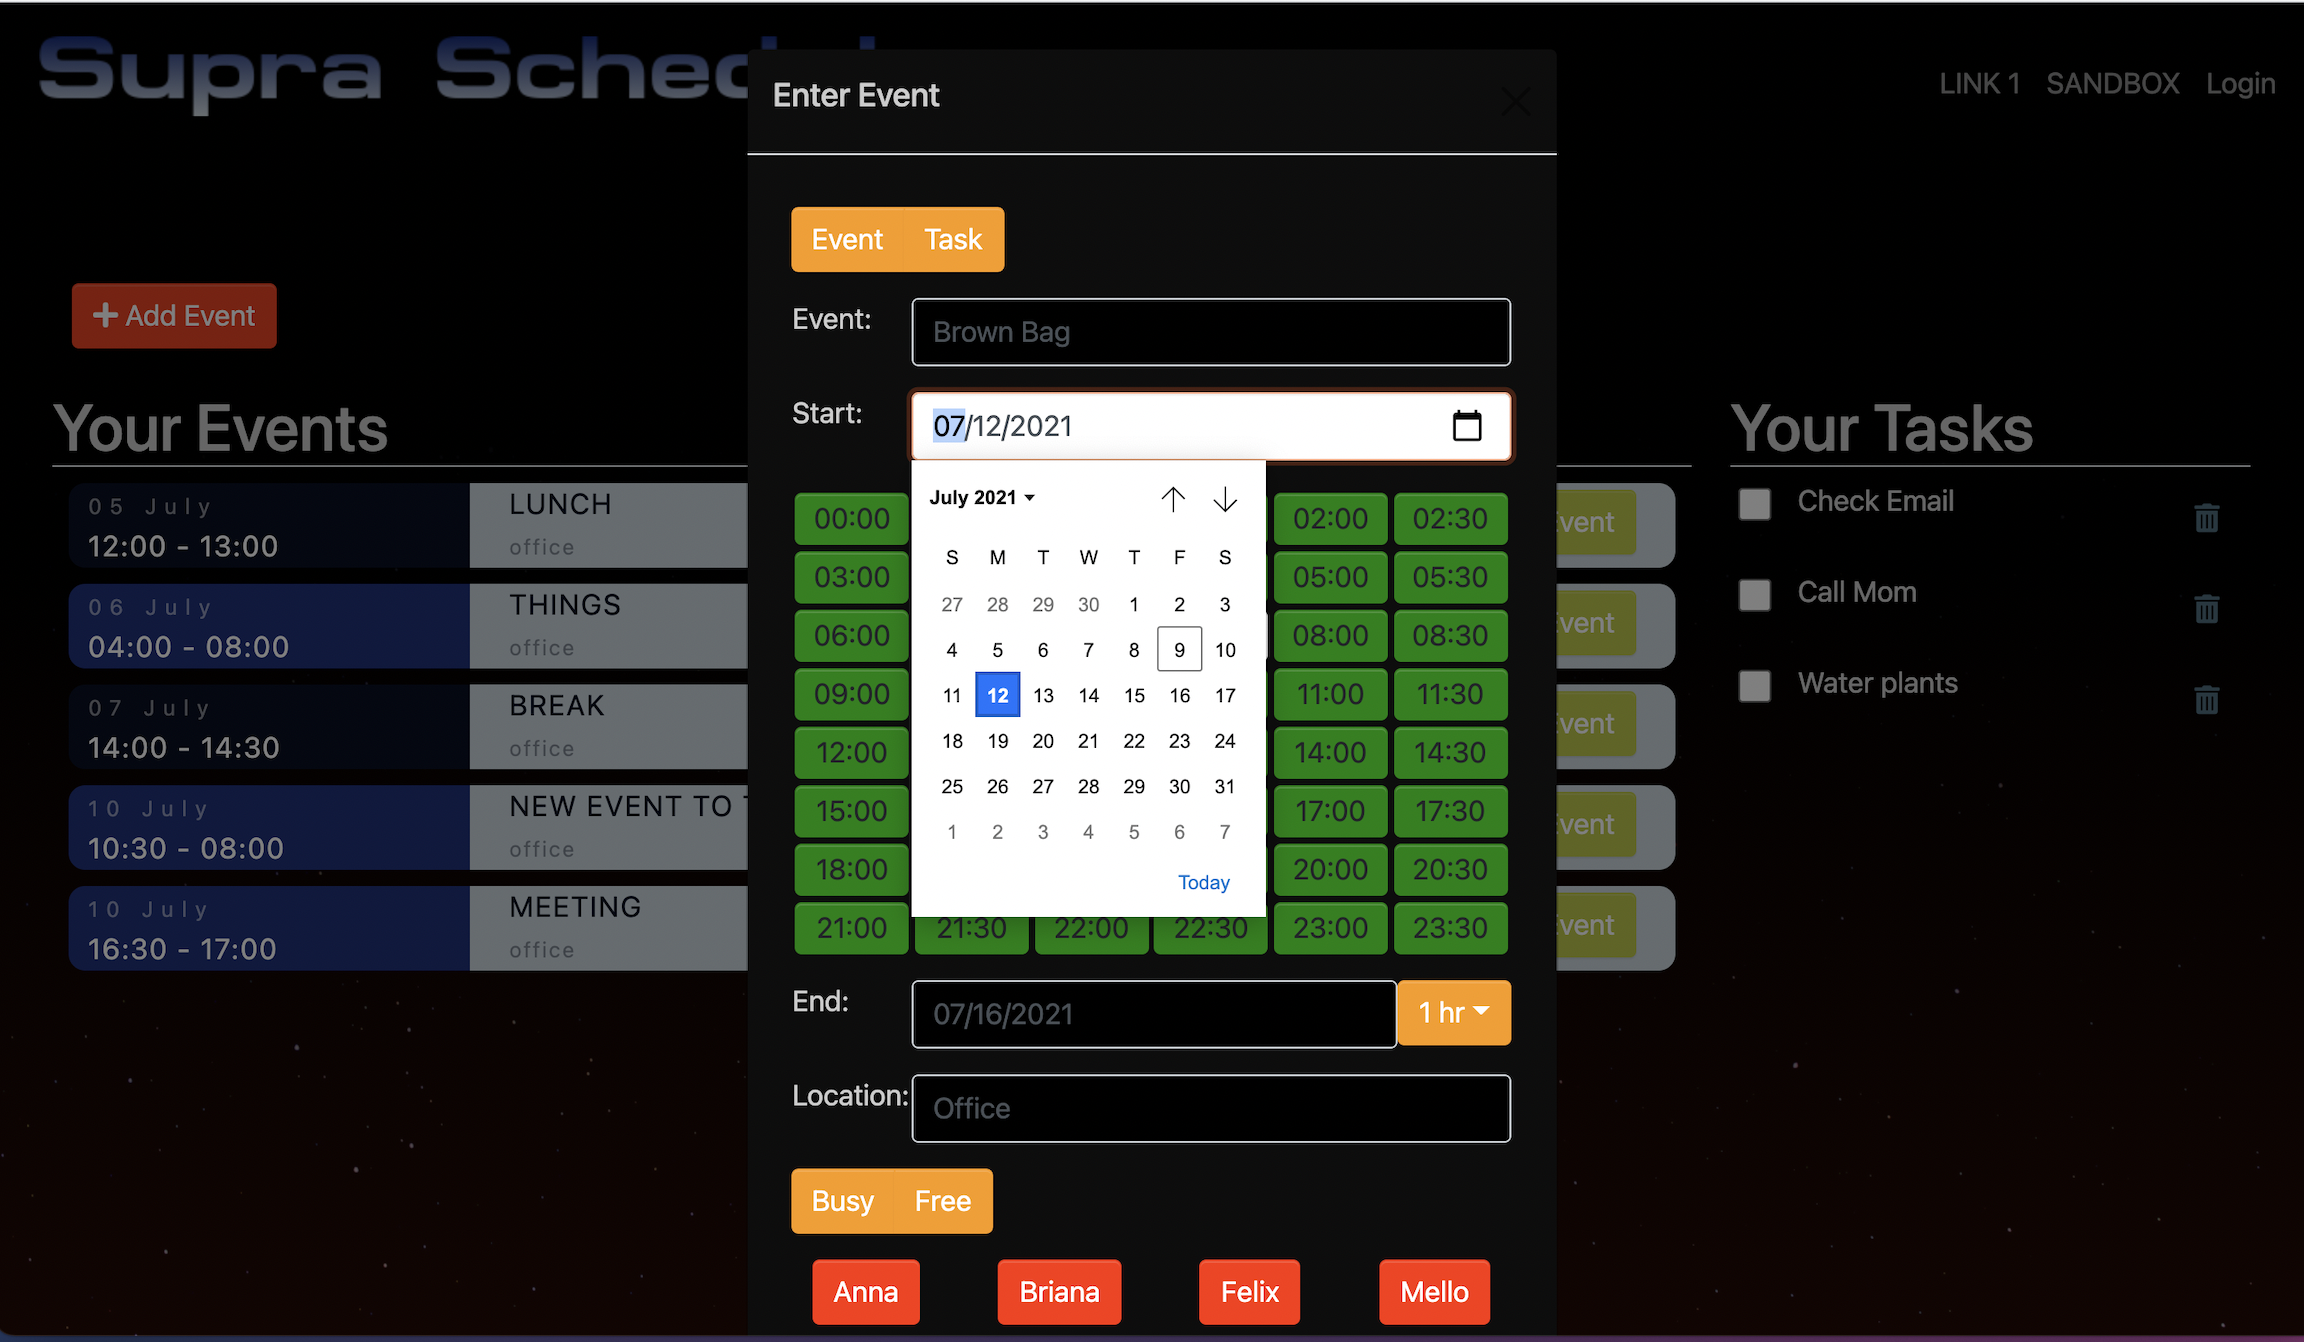 Supra Sched
LINK 1 SANDBOX Login
Enter Event
Event Task
Add Event
Event: Brown Bag
Start: 07/12/2021
Your Events
Your Tasks
05 July
12:00 - 13:00
LUNCH
office
06 July
04:00 - 08:00
THINGS
office
07 July
14:00 - 14:30
BREAK
office
10 July
10:30 - 08:00
NEW EVENT TO
office
10 July
16:30 - 17:00
MEETING
office
July 2021
S M T W T F S
27 28 29 30 1 2 3
4 5 6 7 8 9 10
11 12 13 14 15 16 17
18 19 20 21 22 23 24
25 26 27 28 29 30 31
1 2 3 4 5 6 7
Today
00:00 02:00 02:30
03:00 05:00 05:30
06:00 08:00 08:30
09:00 11:00 11:30
12:00 14:00 14:30
15:00 17:00 17:30
18:00 20:00 20:30
21:00 21:30 22:00 22:30 23:00 23:30
End: 07/16/2021 1 hr
Location: Office
Busy Free
Anna Briana Felix Mello
vent
vent
vent
vent
vent
Check Email
Call Mom
Water plants